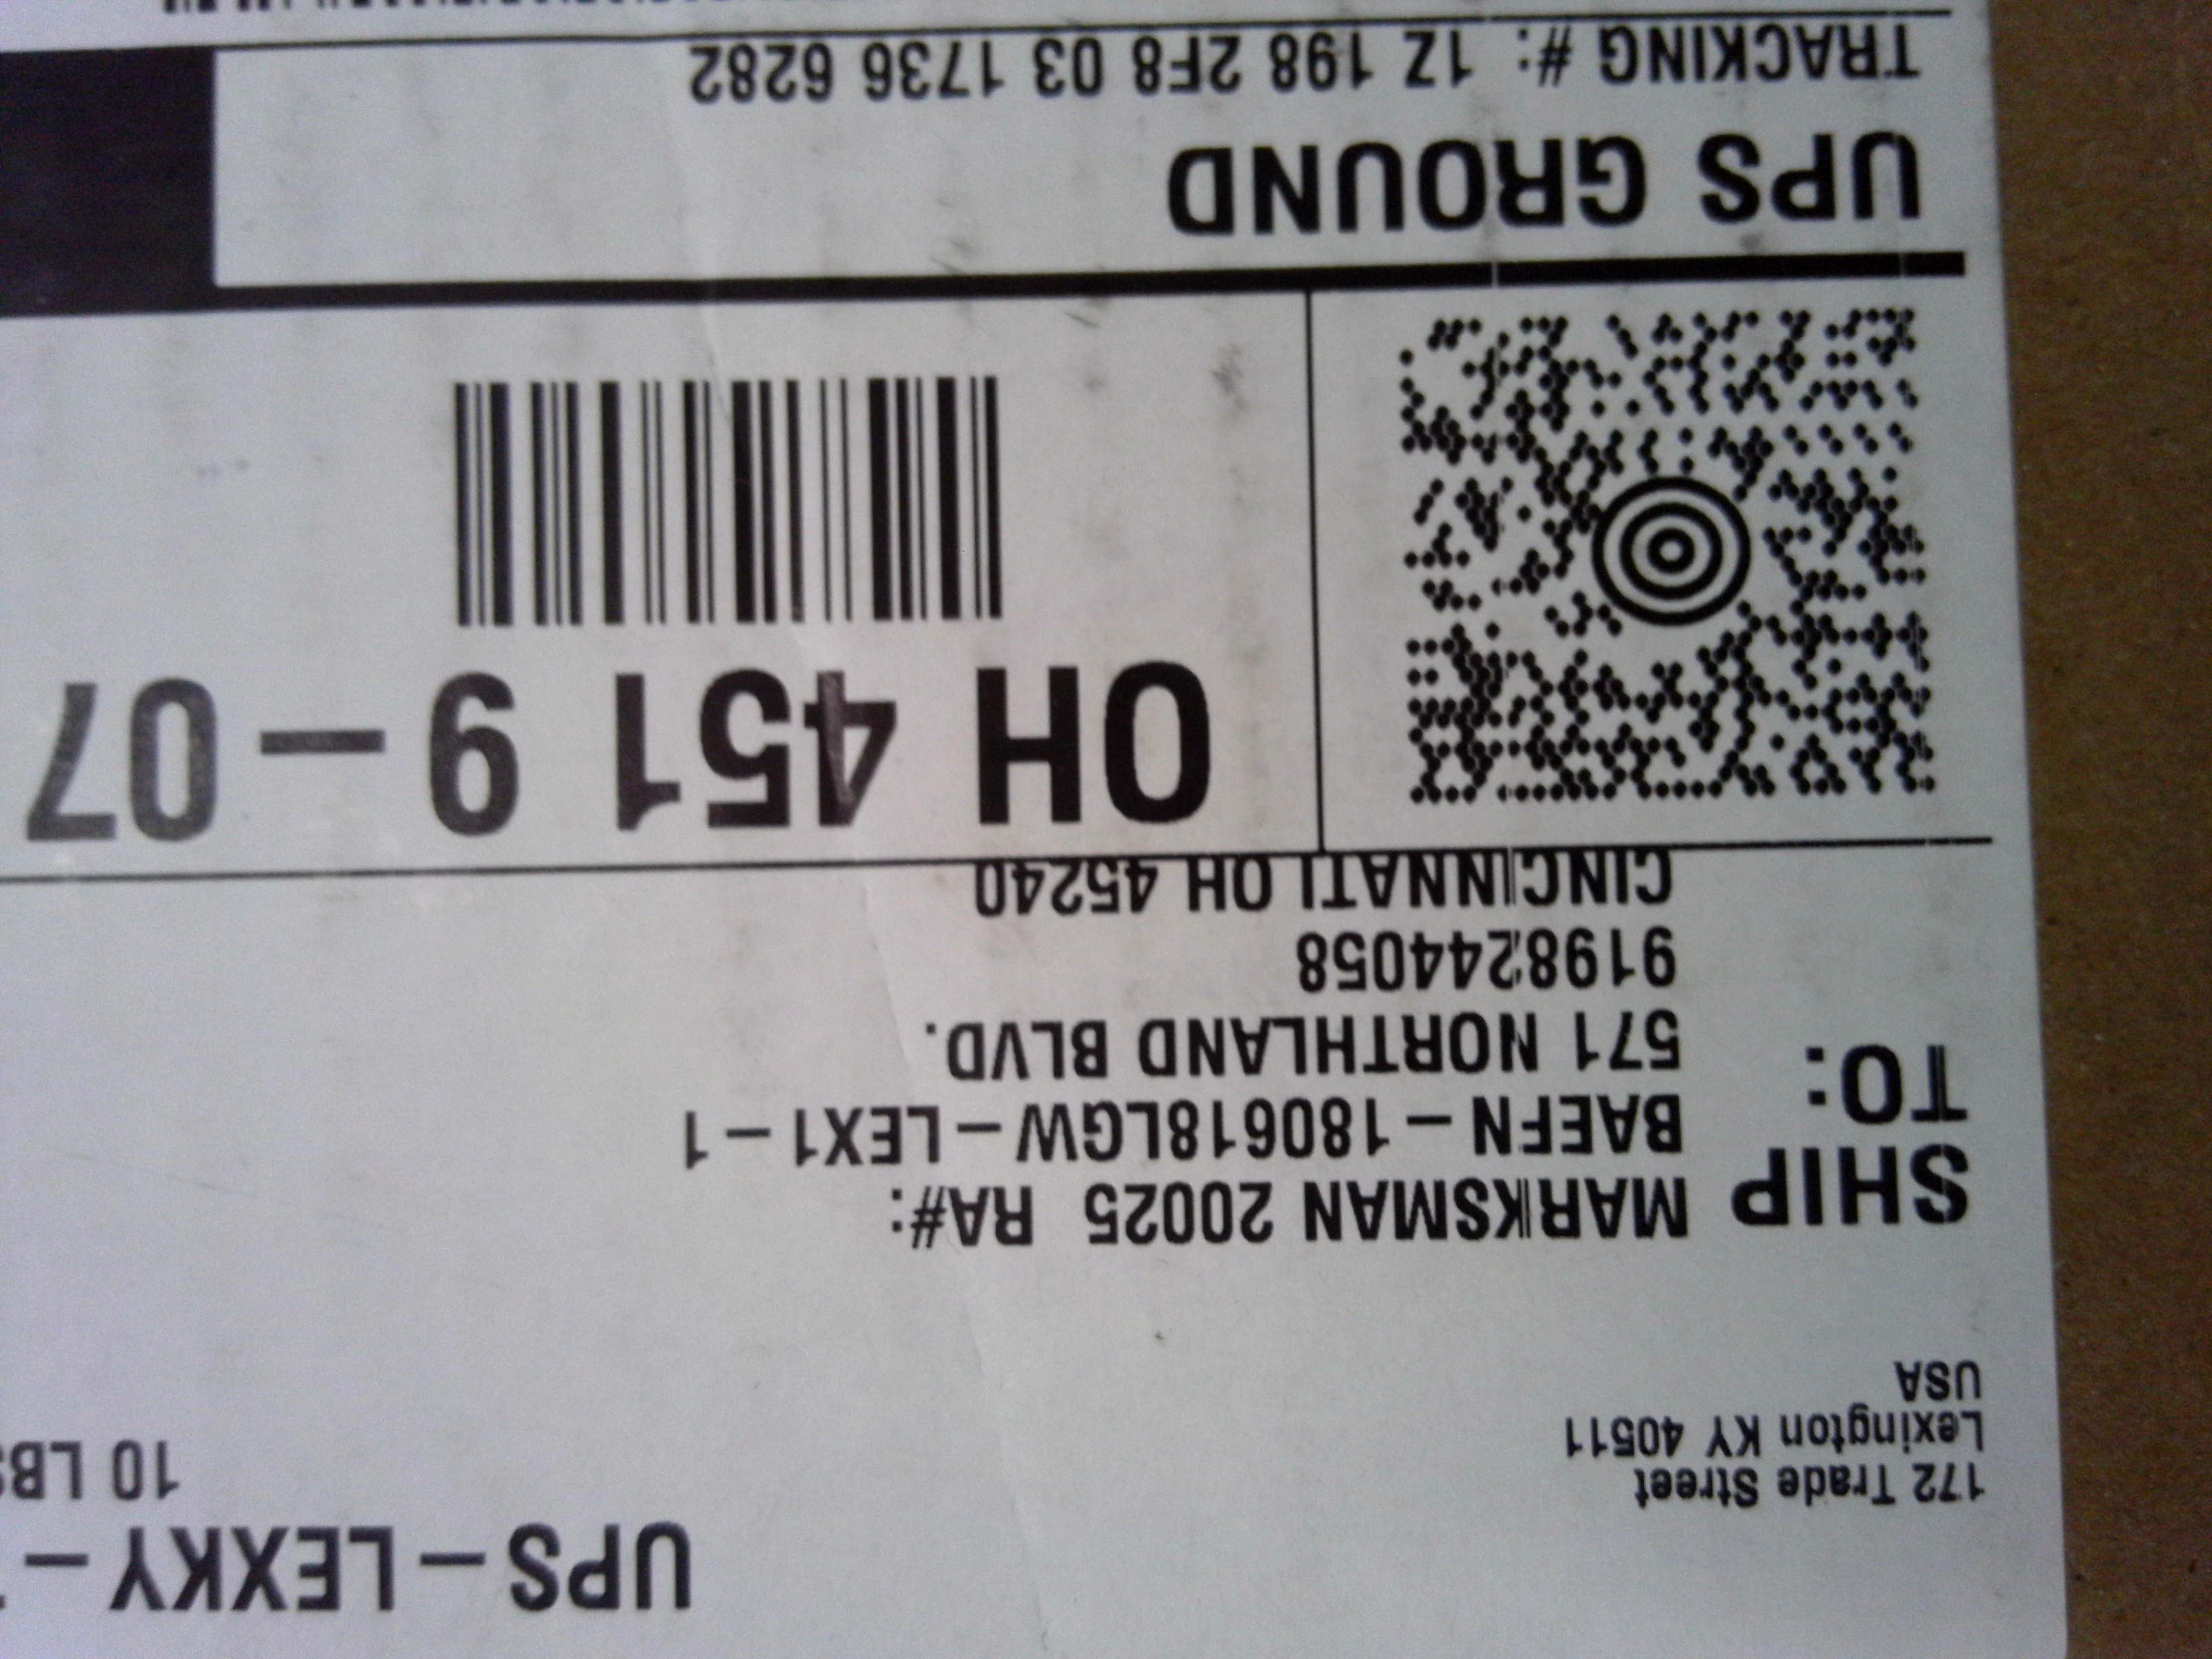 UPS-LEXKY-
10 LBS
172 Trade Street
Lexington KY 40511
USA
SHIP
TO:
MARKSMAN 20025 RA#:
BAEFN-180618LGW-LEX1-1
571 NORTHLAND BLVD.
9198244058
CINCINNATI OH 45240
OH 451 9-07
UPS GROUND
TRACKING #: 1Z 198 2F8 03 1736 6282